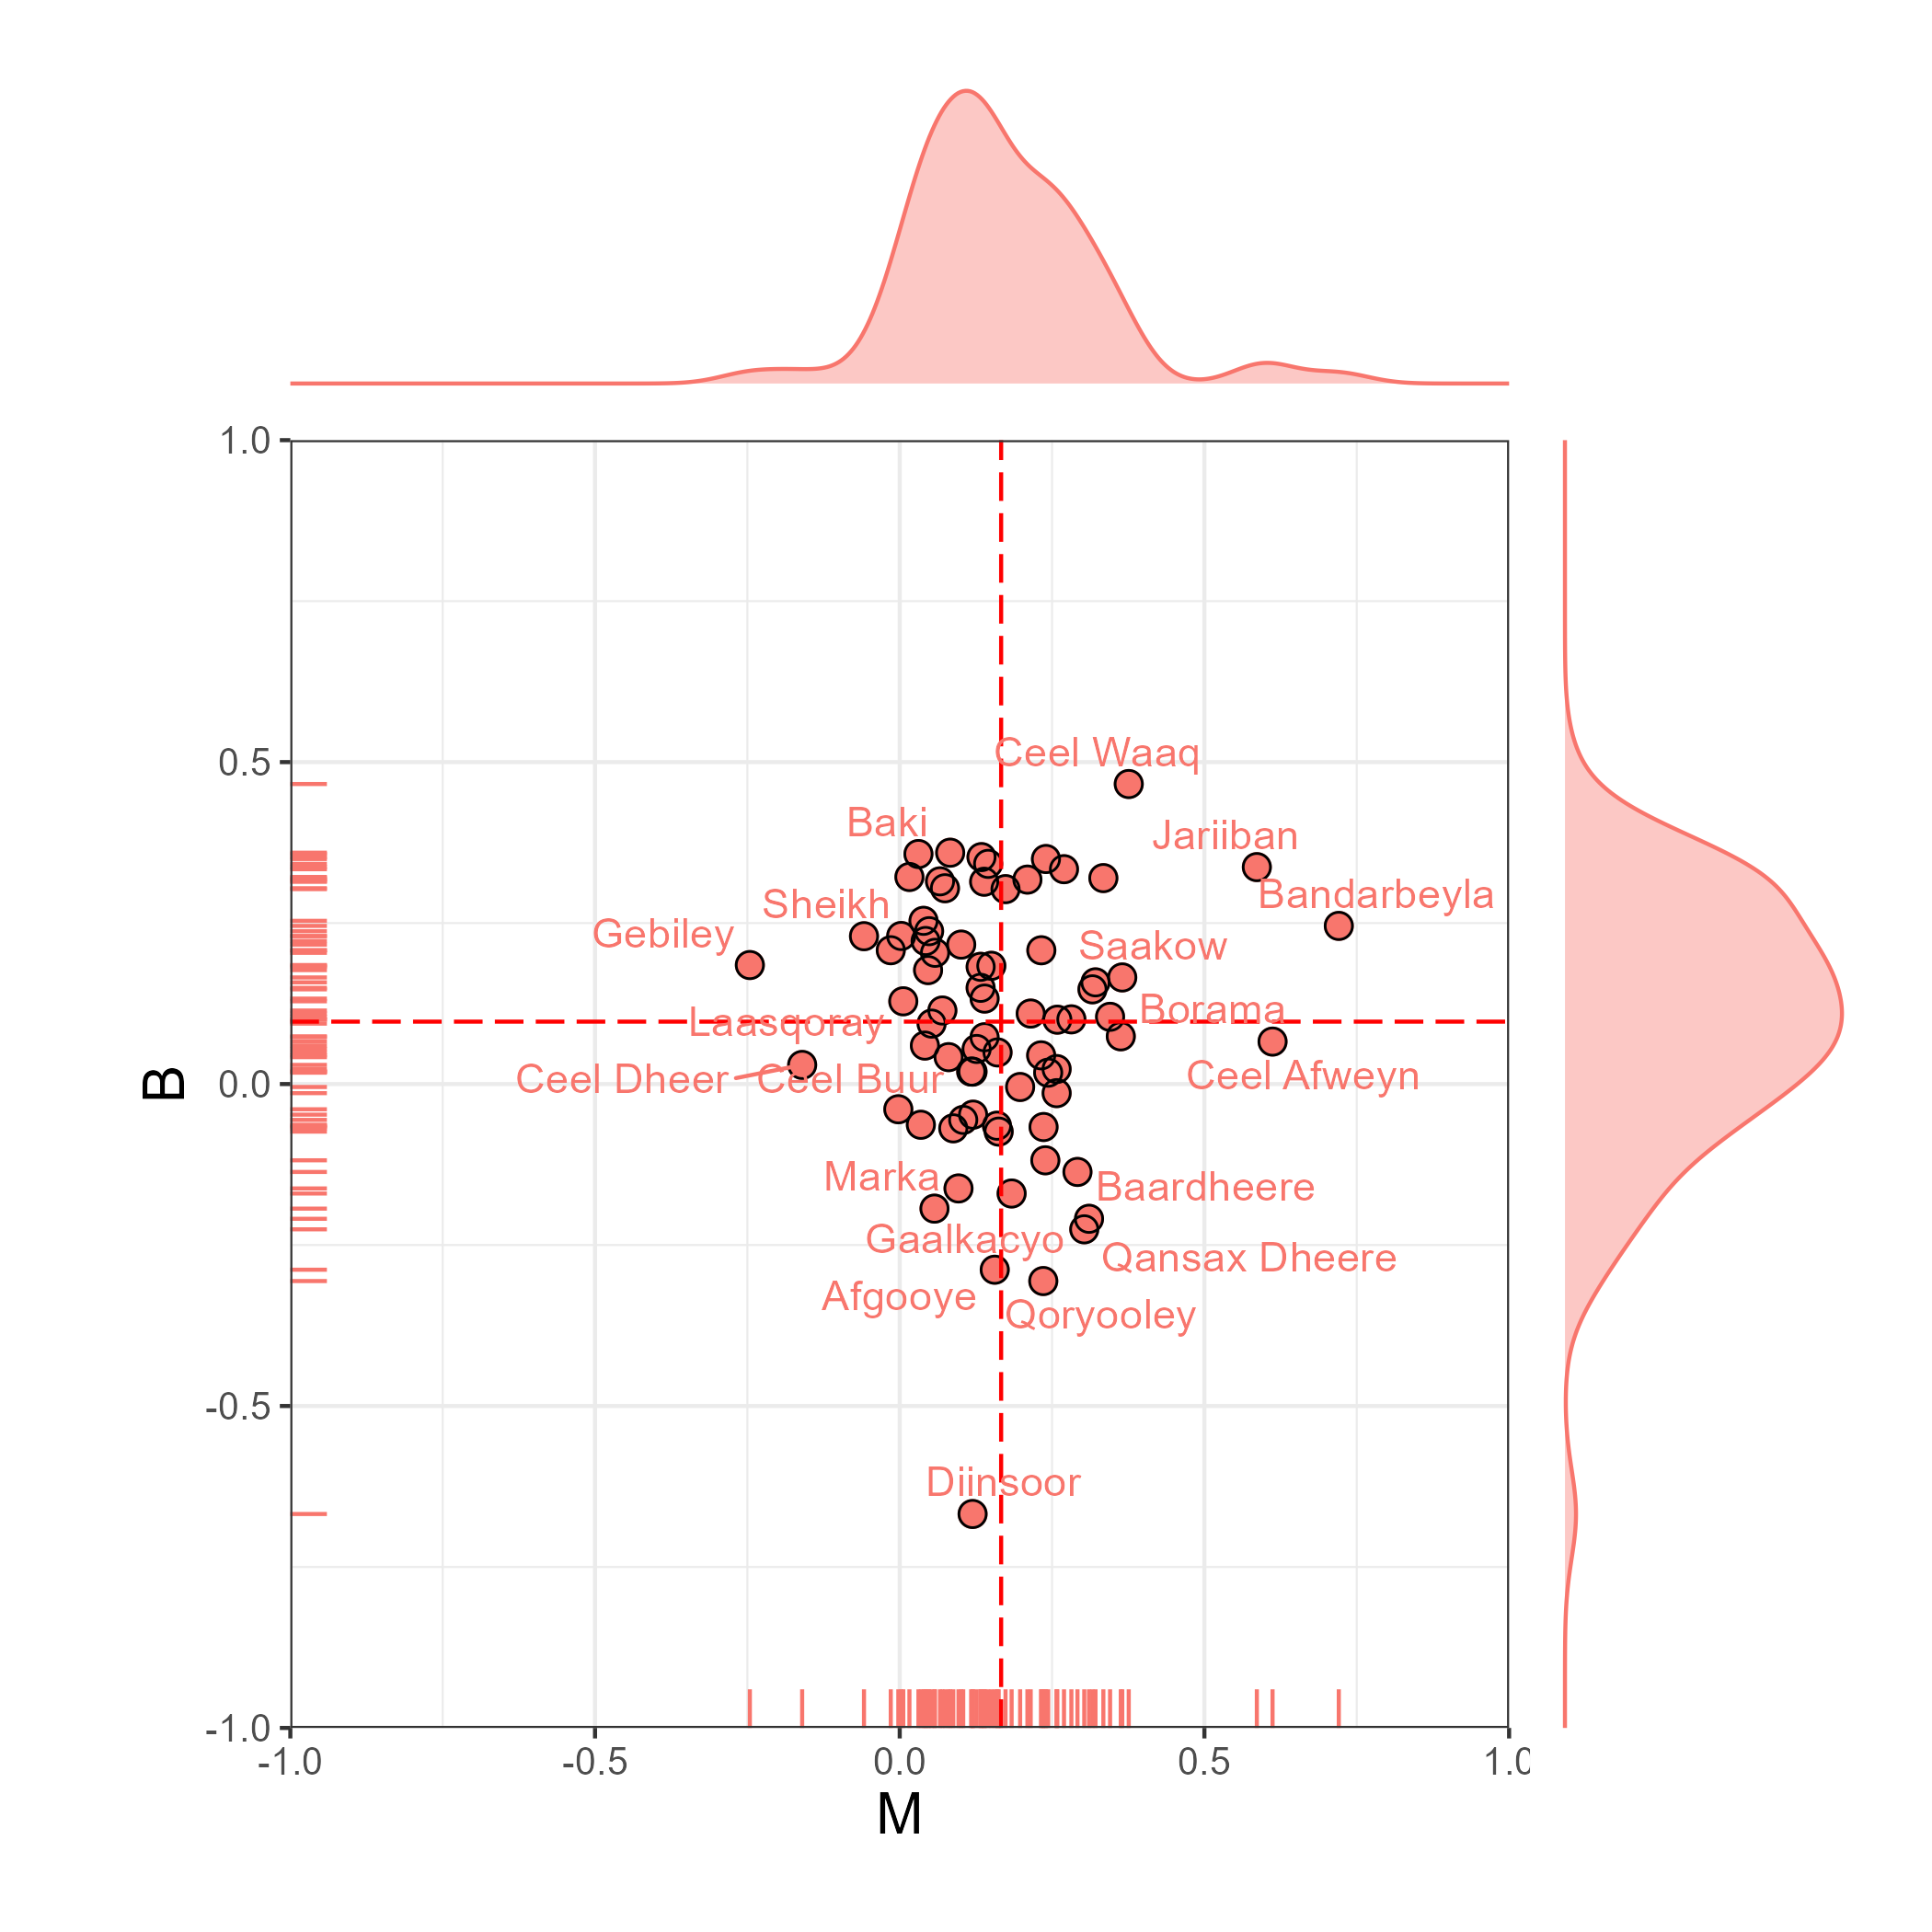 1.0
Ceel Waaq
0.5
Baki
Jariiban
Bandarbeyla
Sheikh
Gebiley
Saakow
Borama
Laasqoray
Ceel Dheer
Ceel Buur
Ceel Afweyn
0.0
B
Marka
Baardheere
Gaalkacyo
Qansax Dheere
Afgooye
Qoryooley
-0.5
Diinsoor
-1.0
-1.0
-0.5
0.0
0.5
1.0
M